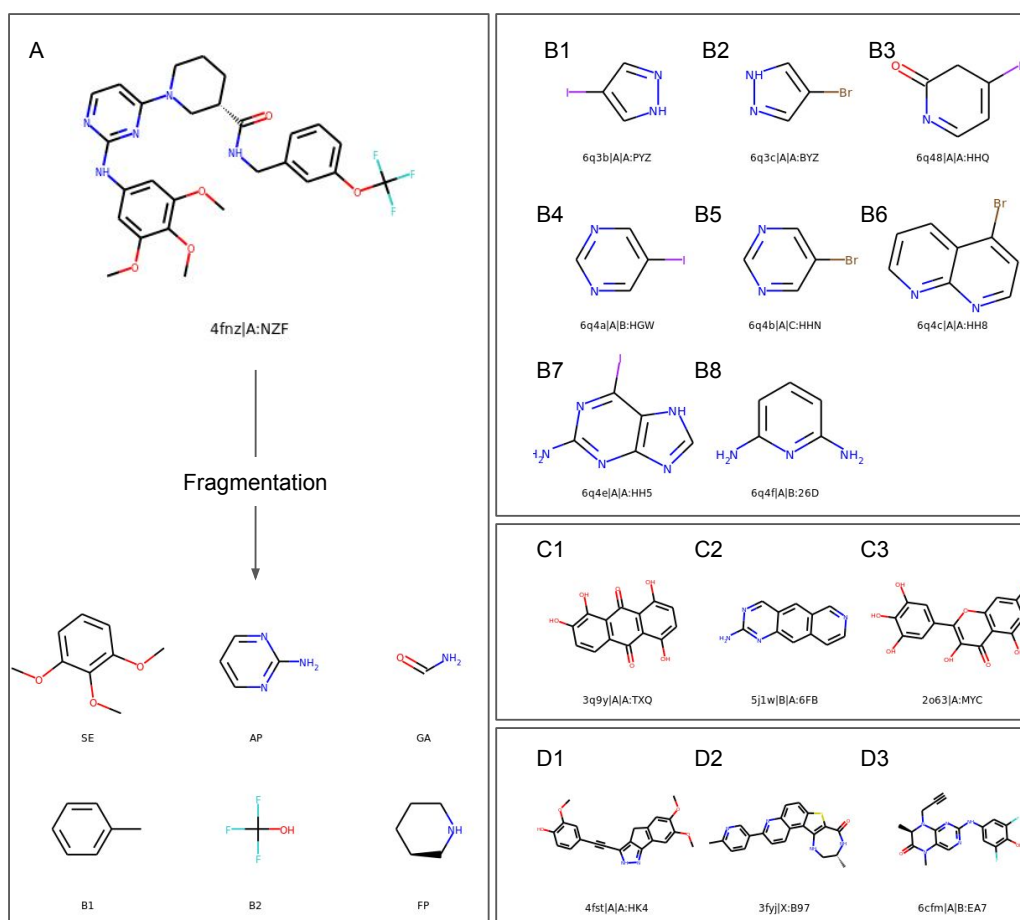 A
4fnz|A:NZF
Fragmentation
SE
AP
GA
B1
B2
FP
B1
B2
B3
6q3b|A|A:PYZ
6q3c|A|A:BYZ
6q48|A|A:HHQ
B4
B5
B6
6q4a|A|B:HGW
6q4b|A|C:HHN
6q4c|A|A:HH8
B7
B8
6q4e|A|A:HH5
6q4f|A|B:26D
C1
C2
C3
3q9y|A|A:TXQ
5j1w|B|A:6FB
2o63|A:MYC
D1
D2
D3
4fst|A|A:HK4
3fyj|X:B97
6cfm|A|B:EA7